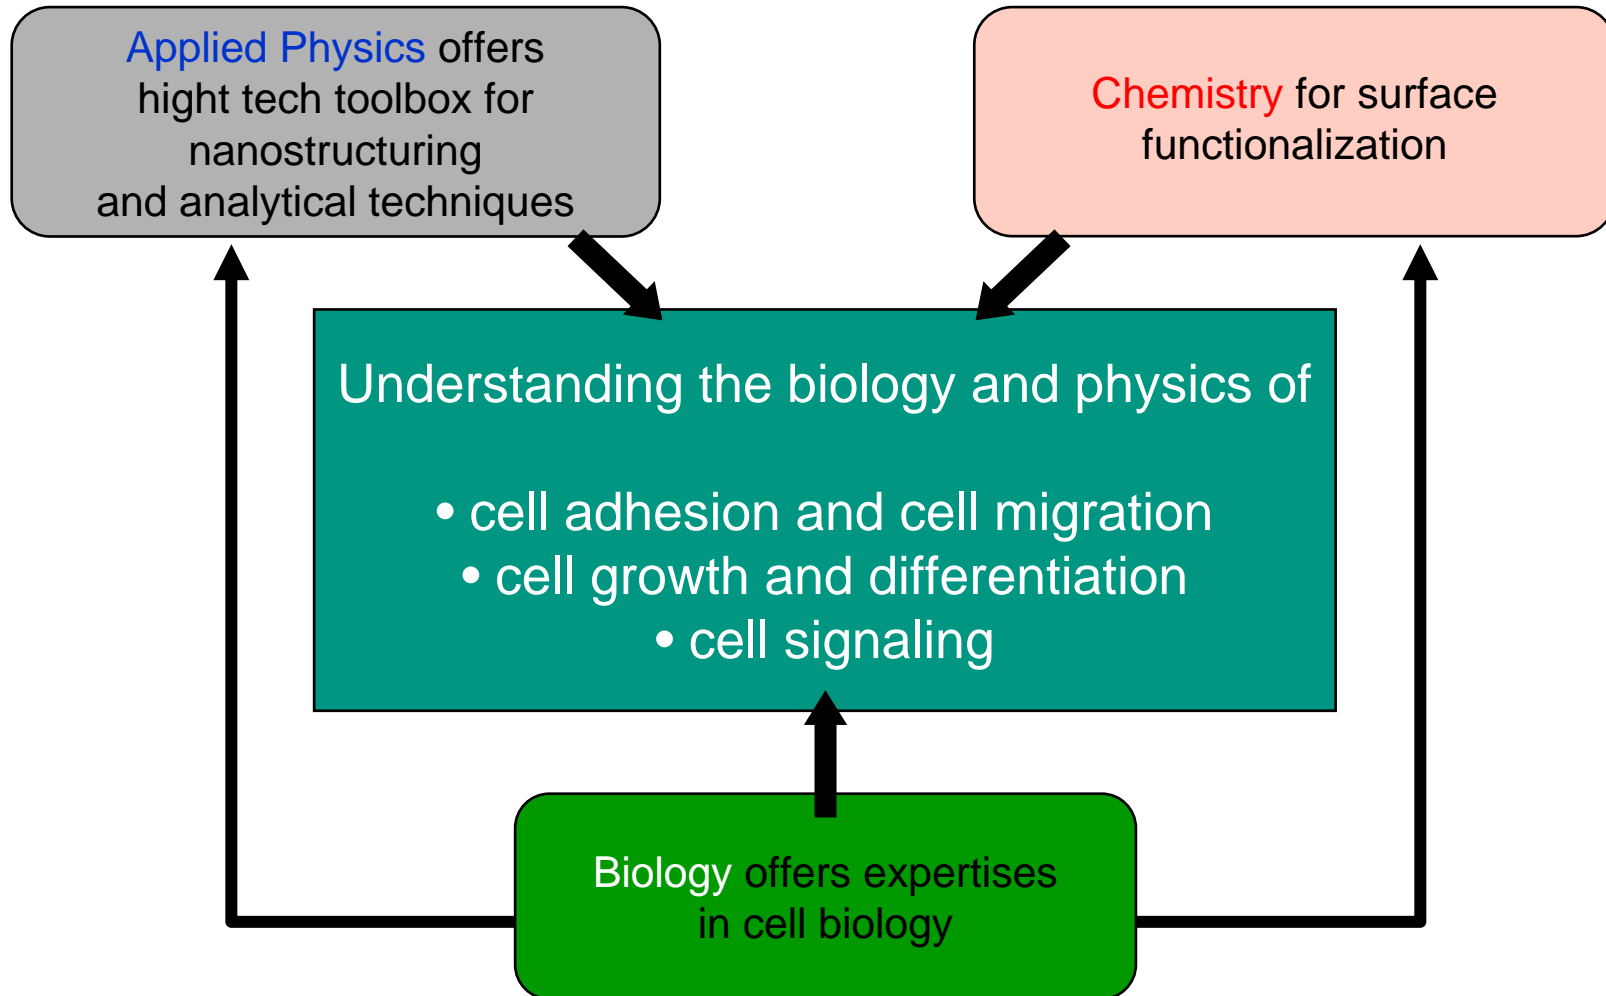 Applied Physics offers
hight tech toolbox for
nanostructuring
and analytical techniques
Chemistry for surface
functionalization
Understanding the biology and physics of
• cell adhesion and cell migration
• cell growth and differentiation
• cell signaling
Biology offers expertises
in cell biology